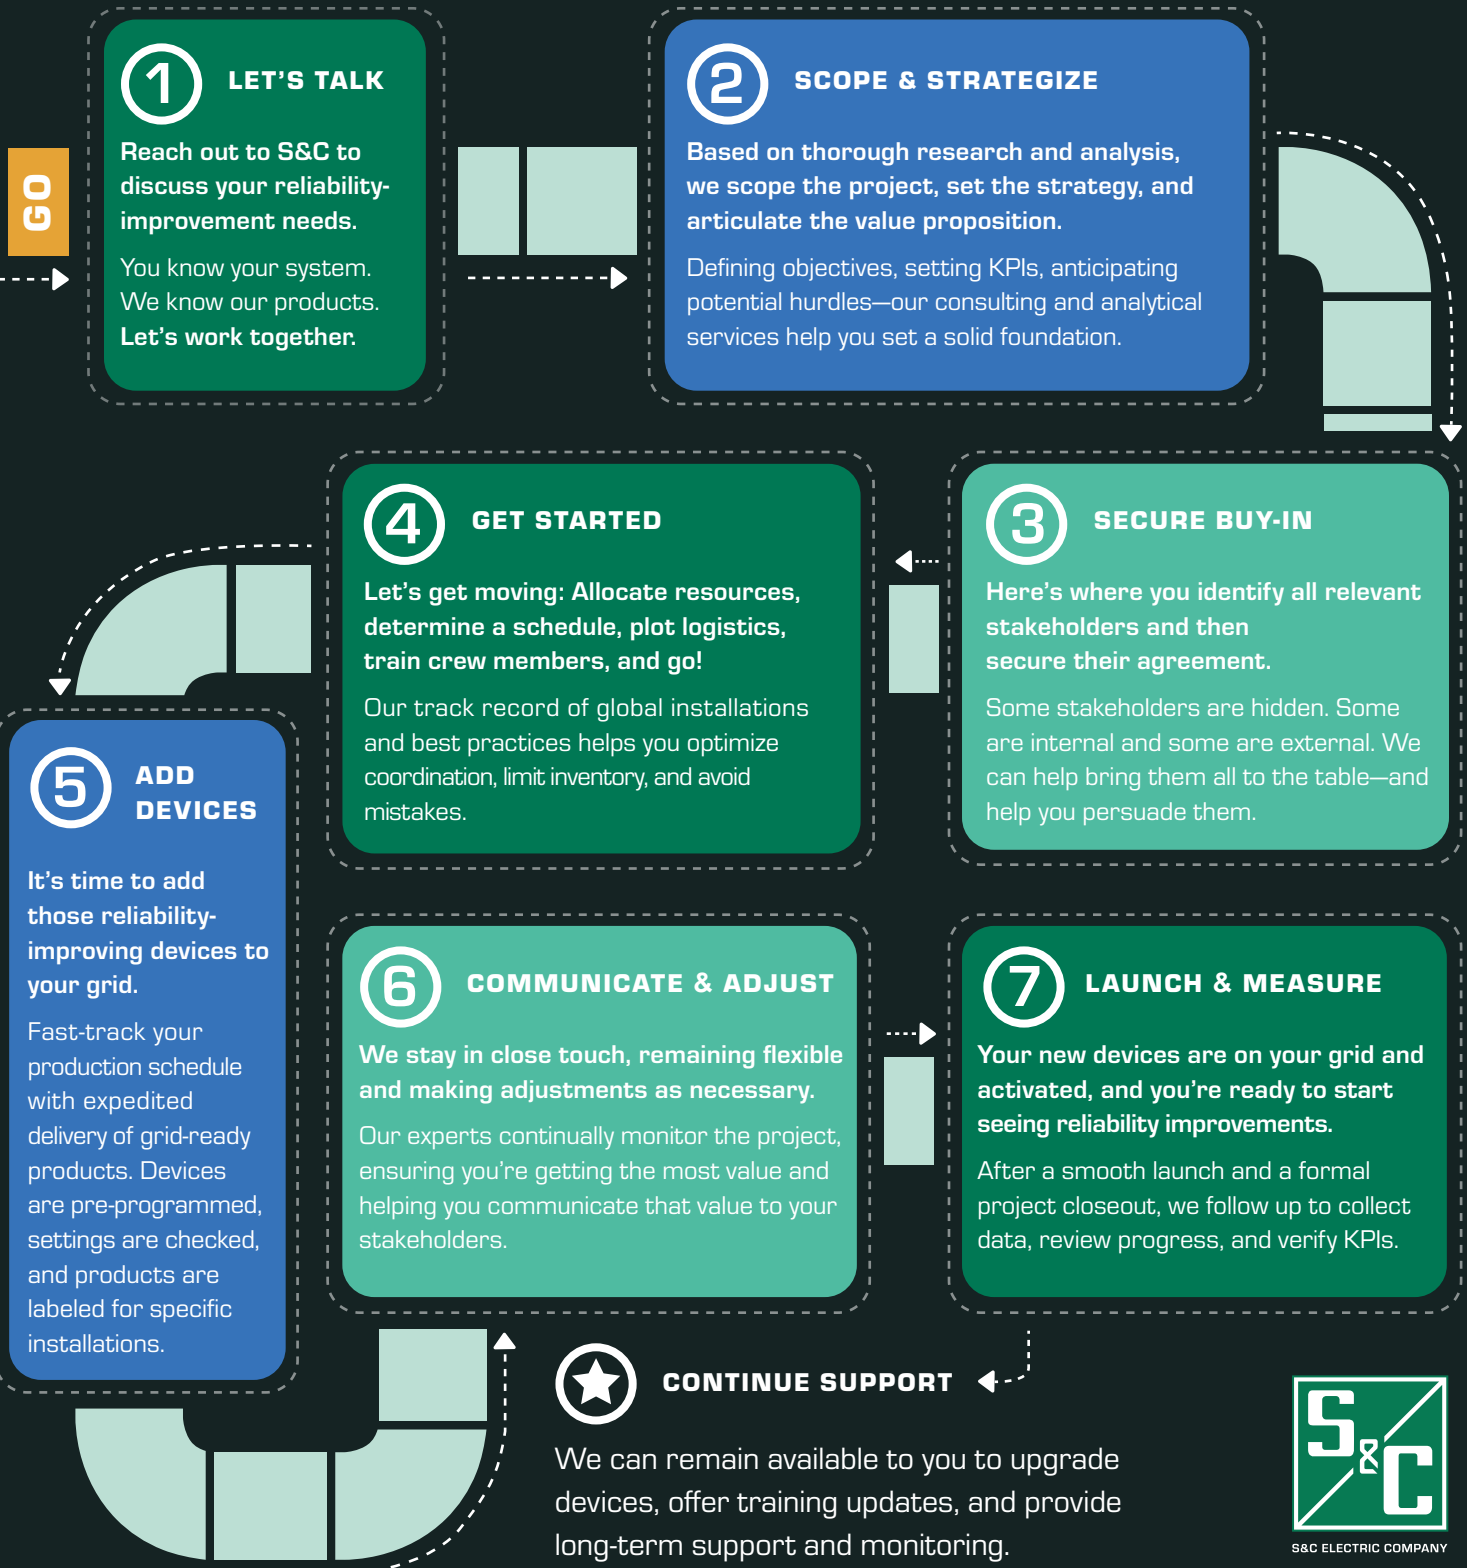 GO
1
LET'S TALK
Reach out to S&C to
discuss your reliability-
improvement needs.
You know your system.
We know our products.
Let's work together.
2
SCOPE & STRATEGIZE
Based on thorough research and analysis,
we scope the project, set the strategy, and
articulate the value proposition.
Defining objectives, setting KPIs, anticipating
potential hurdles—our consulting and analytical
services help you set a solid foundation.
3
SECURE BUY-IN
Here's where you identify all relevant
stakeholders and then
secure their agreement.
Some stakeholders are hidden. Some
are internal and some are external. We
can help bring them all to the table—and
help you persuade them.
4
GET STARTED
Let's get moving: Allocate resources,
determine a schedule, plot logistics,
train crew members, and go!
Our track record of global installations
and best practices helps you optimize
coordination, limit inventory, and avoid
mistakes.
5
ADD
DEVICES
It's time to add
those reliability-
improving devices to
your grid.
Fast-track your
production schedule
with expedited
delivery of grid-ready
products. Devices
are pre-programmed,
settings are checked,
and products are
labeled for specific
installations.
6
COMMUNICATE & ADJUST
We stay in close touch, remaining flexible
and making adjustments as necessary.
Our experts continually monitor the project,
ensuring you're getting the most value and
helping you communicate that value to your
stakeholders.
7
LAUNCH & MEASURE
Your new devices are on your grid and
activated, and you're ready to start
seeing reliability improvements.
After a smooth launch and a formal
project closeout, we follow up to collect
data, review progress, and verify KPIs.
CONTINUE SUPPORT
We can remain available to you to upgrade
devices, offer training updates, and provide
long-term support and monitoring.
S&C
S&C ELECTRIC COMPANY